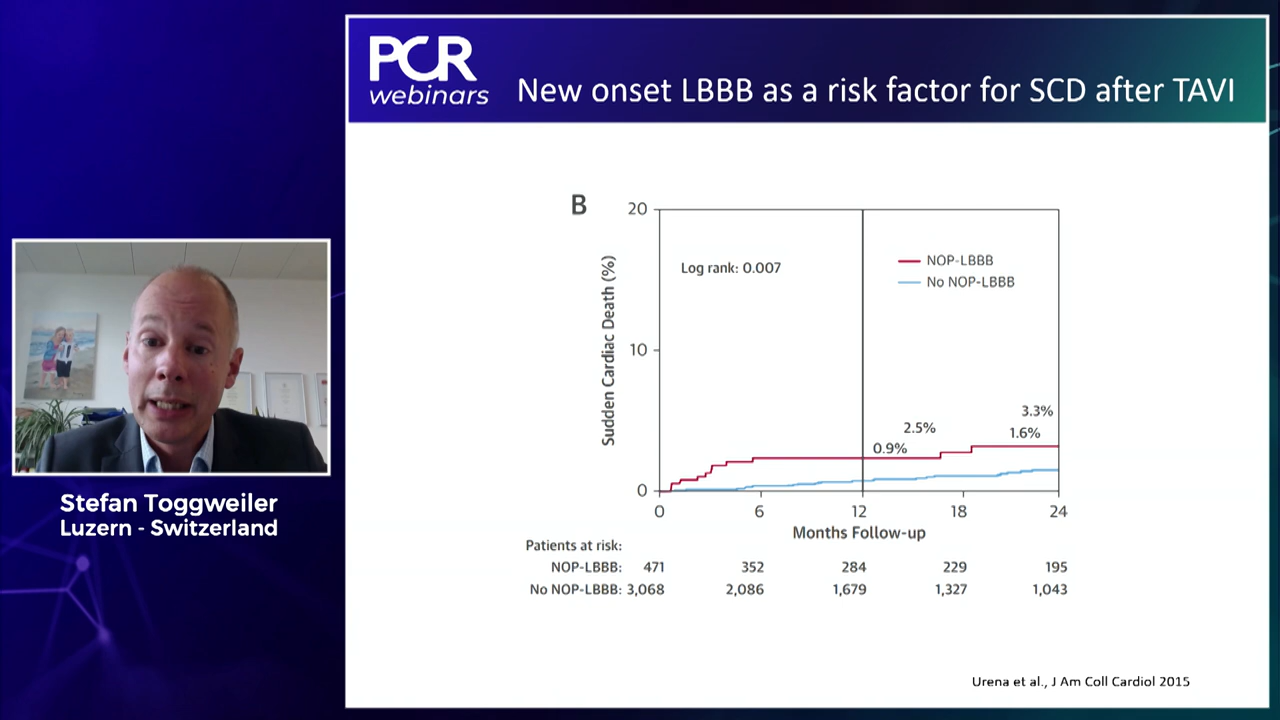 PCR
webinars
New onset LBBB as a risk factor for SCD after TAVI
B
20
10
0
Sudden Cardiac Death (%)
Log rank: 0.007
NOP-LBBB
No NOP-LBBB
3.3%
2.5%
1.6%
0.9%
0 6 12 18 24
Months Follow-up
Patients at risk:
NOP-LBBB: 471 352 284 229 195
No NOP-LBBB: 3,068 2,086 1,679 1,327 1,043
Urena et al., J Am Coll Cardiol 2015
Stefan Toggweiler
Luzern - Switzerland